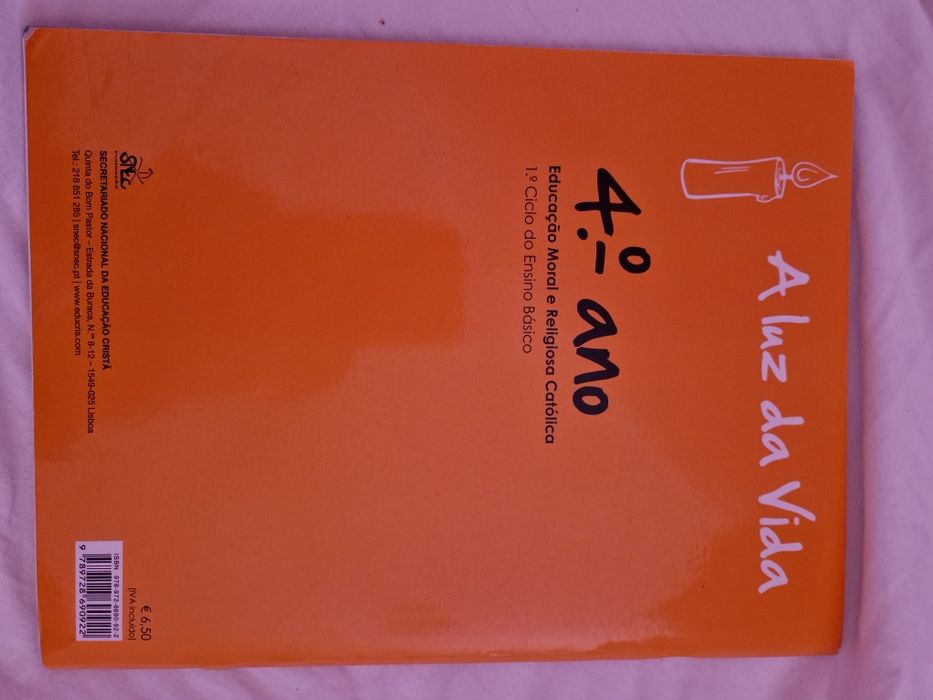 A luz da Vida
4.º ano
Educação Moral e Religiosa Católica
1.º Ciclo do Ensino Básico
SNEC
FUNDAÇÃO
SECRETARIADO NACIONAL DA EDUCAÇÃO CRISTÃ
Quinta do Bom Pastor – Estrada da Buraca, N.º 8-12 – 1549-025 Lisboa
Tel.: 218 851 285 | snec@snec.pt | www.educris.com
€ 6,50
(IVA incluído)
ISBN 978-972-8690-92-2
9 789728 690922